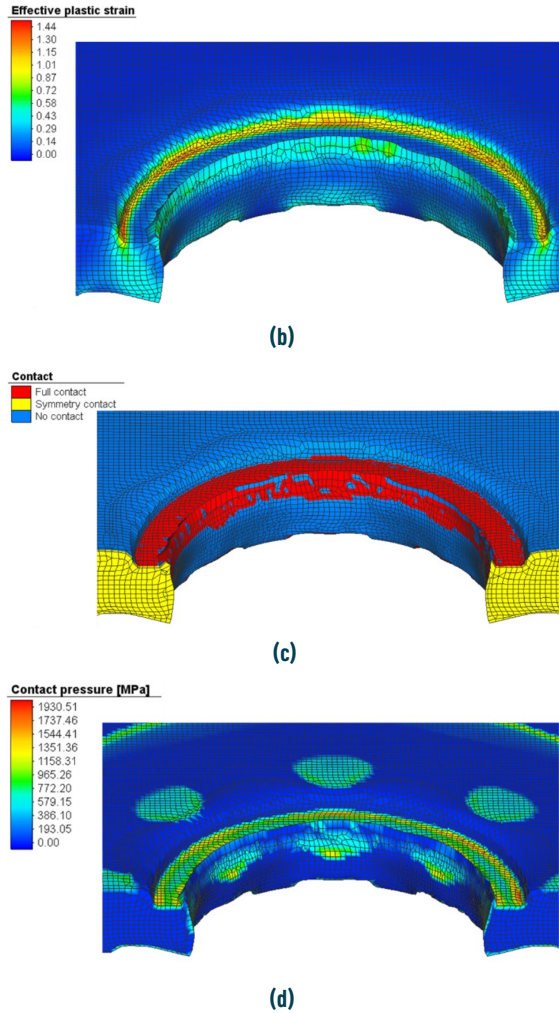 Effective plastic strain
1.44
1.30
1.15
1.01
0.87
0.72
0.58
0.43
0.29
0.14
0.00
(b)
Contact
Full contact
Symmetry contact
No contact
(c)
Contact pressure [MPa]
1930.51
1737.46
1544.41
1351.36
1158.31
965.26
772.20
579.15
386.10
193.05
0.00
(d)